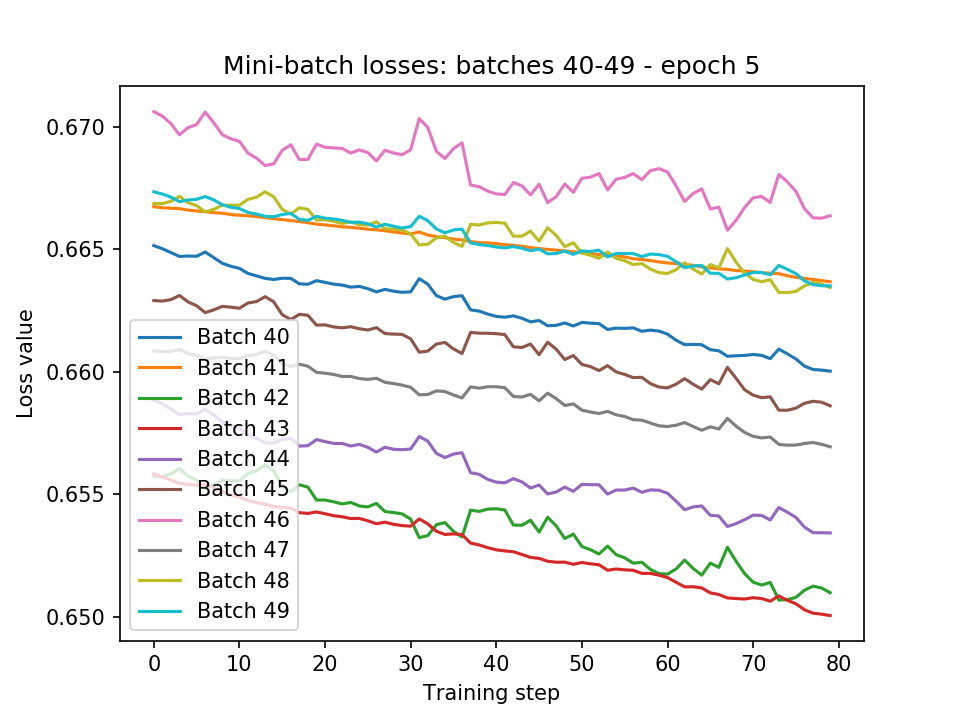 Mini-batch losses: batches 40-49 - epoch 5
0.670
0.665
0.660
0.655
0.650
Loss value
Batch 40
Batch 41
Batch 42
Batch 43
Batch 44
Batch 45
Batch 46
Batch 47
Batch 48
Batch 49
0 10 20 30 40 50 60 70 80
Training step